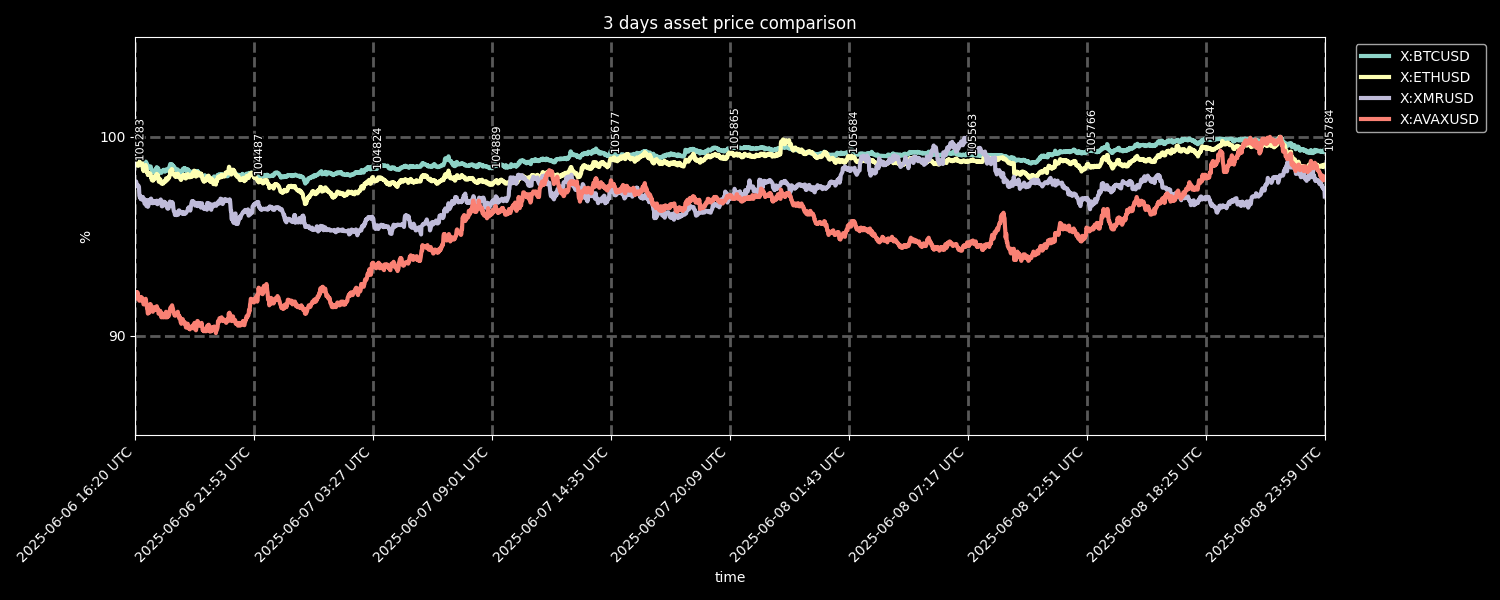 3 days asset price comparison
X:BTCUSD
X:ETHUSD
X:XMRUSD
X:AVAXUSD
100
90
%
105283
104487
104824
104889
105677
105865
105684
105563
105766
106342
105784
2025-06-06 16:20 UTC
2025-06-06 21:53 UTC
2025-06-07 03:27 UTC
2025-06-07 09:01 UTC
2025-06-07 14:35 UTC
2025-06-07 20:09 UTC
2025-06-08 01:43 UTC
2025-06-08 07:17 UTC
2025-06-08 12:51 UTC
2025-06-08 18:25 UTC
2025-06-08 23:59 UTC
time